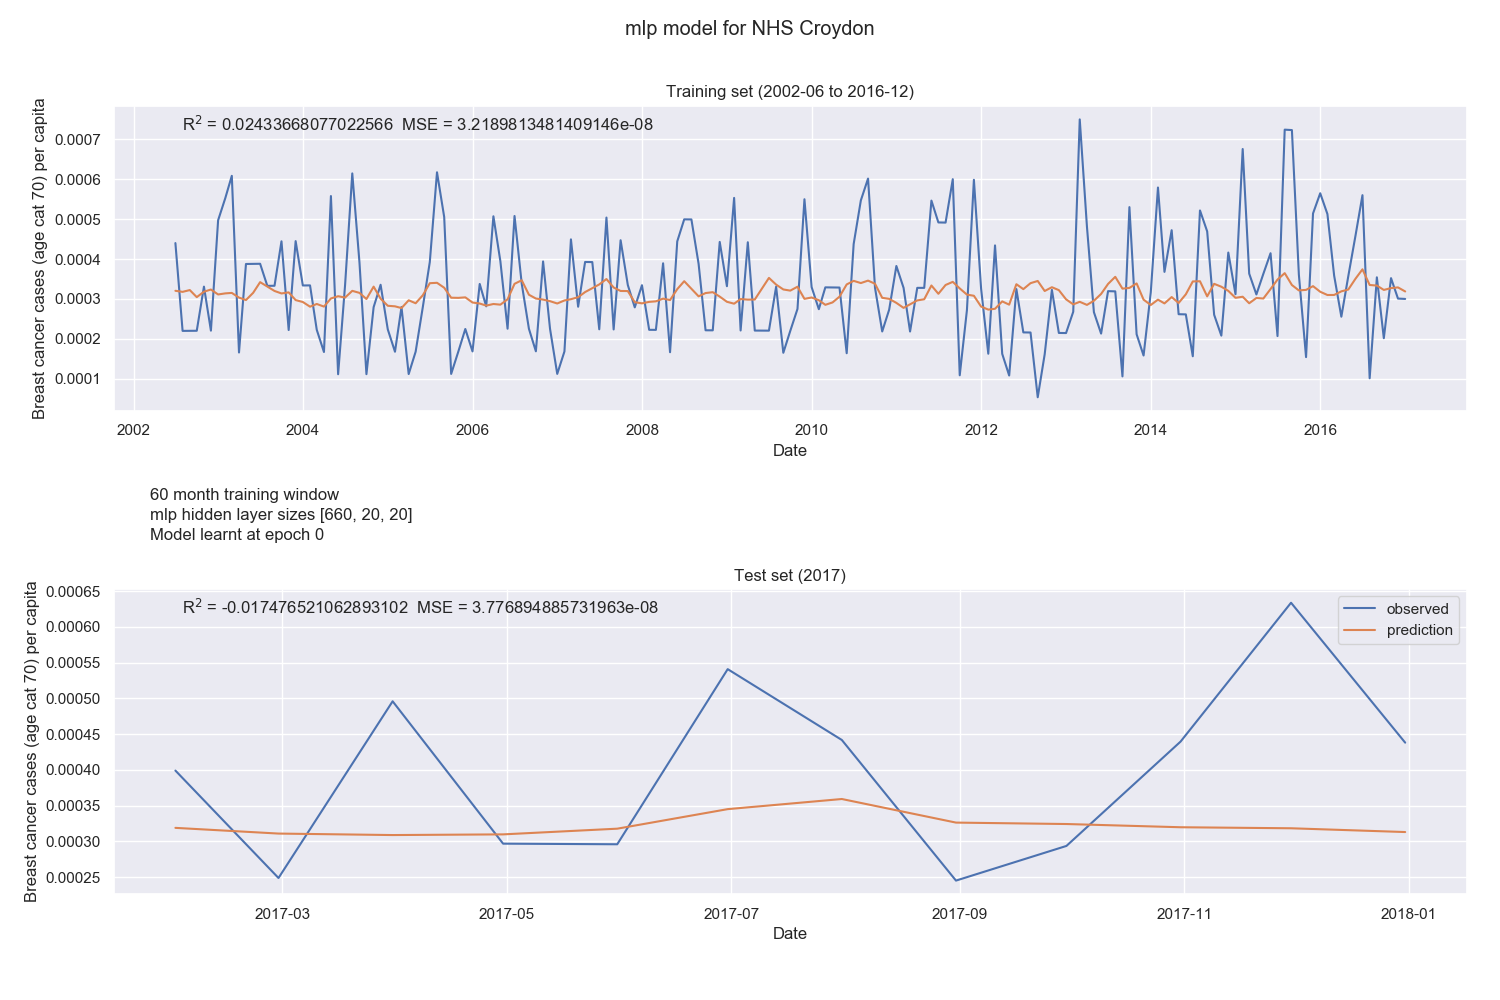 mlp model for NHS Croydon
Training set (2002-06 to 2016-12)
R² = 0.02433668077022566 MSE = 3.2189813481409146e-08
Breast cancer cases (age cat 70) per capita
0.0007
0.0006
0.0005
0.0004
0.0003
0.0002
0.0001
2002 2004 2006 2008 2010 2012 2014 2016
Date
60 month training window
mlp hidden layer sizes [660, 20, 20]
Model learnt at epoch 0
Test set (2017)
R² = -0.017476521062893102 MSE = 3.776894885731963e-08
observed
prediction
Breast cancer cases (age cat 70) per capita
0.00065
0.00060
0.00055
0.00050
0.00045
0.00040
0.00035
0.00030
0.00025
2017-03 2017-05 2017-07 2017-09 2017-11 2018-01
Date